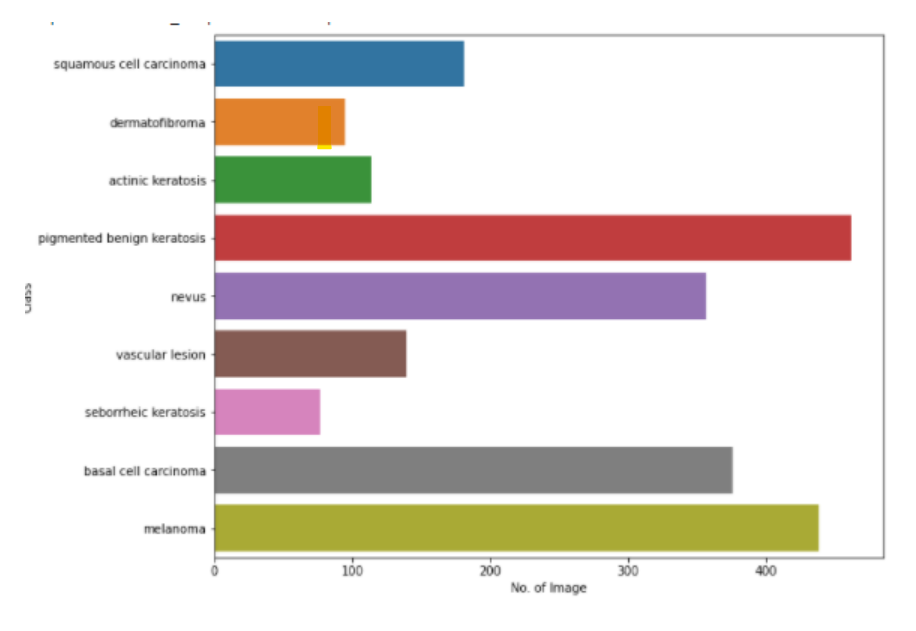 squamous cell carcinoma
dermatofibroma
actinic keratosis
pigmented benign keratosis
Class
nevus
vascular lesion
seborrheic keratosis
basal cell carcinoma
melanoma
0 100 200 300 400
No. of Image